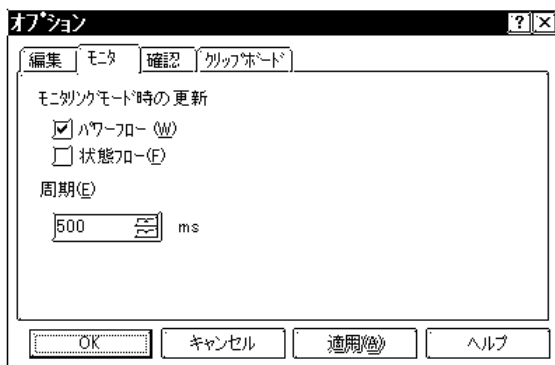 オプション
編集 モニタ 確認 クリップボード
モニタリングモード時の更新
パワーフロー (W)
状態フロー(F)
周期(E)
500 ms
OK キャンセル 適用(A) ヘルプ